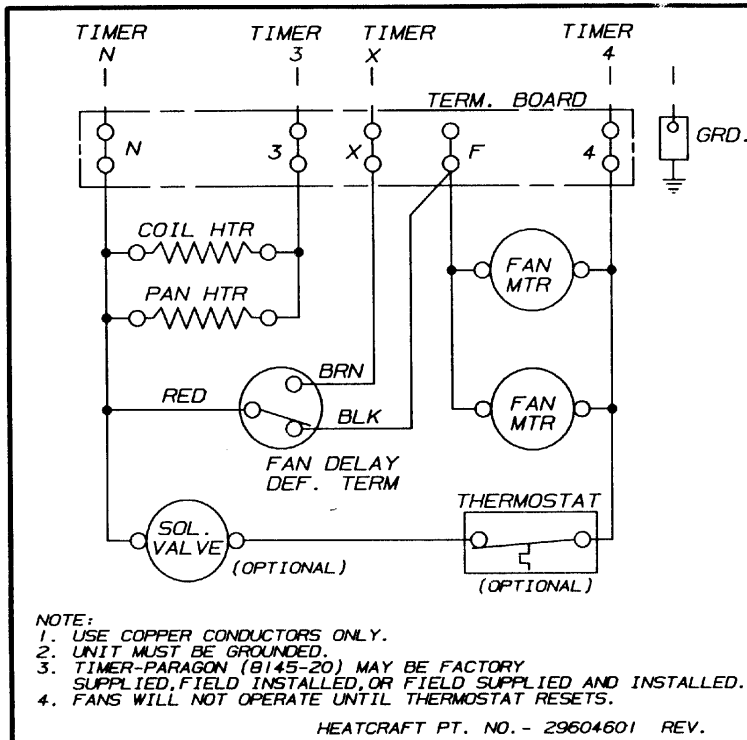 TIMER TIMER TIMER TIMER
N 3 X 4
TERM. BOARD
GRD.
N 3 X F 4
COIL HTR
FAN
MTR
PAN HTR
BRN
RED
BLK
FAN
MTR
FAN DELAY
DEF. TERM
THERMOSTAT
SOL.
VALVE
(OPTIONAL)
(OPTIONAL)
NOTE:
1. USE COPPER CONDUCTORS ONLY.
2. UNIT MUST BE GROUNDED.
3. TIMER-PARAGON (8145-20) MAY BE FACTORY
SUPPLIED, FIELD INSTALLED, OR FIELD SUPPLIED AND INSTALLED.
4. FANS WILL NOT OPERATE UNTIL THERMOSTAT RESETS.
HEATCRAFT PT. NO.- 29604601 REV.